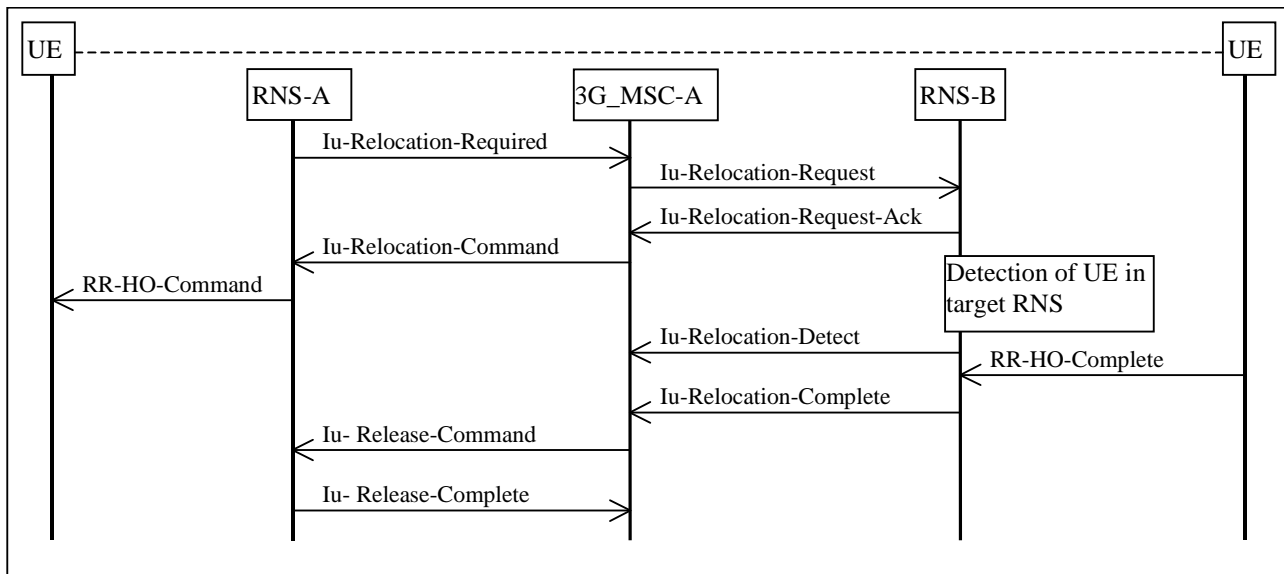 UE
UE
RNS-A
3G_MSC-A
RNS-B
Iu-Relocation-Required
Iu-Relocation-Request
Iu-Relocation-Request-Ack
Iu-Relocation-Command
Detection of UE in
target RNS
RR-HO-Command
Iu-Relocation-Detect
RR-HO-Complete
Iu-Relocation-Complete
Iu- Release-Command
Iu- Release-Complete